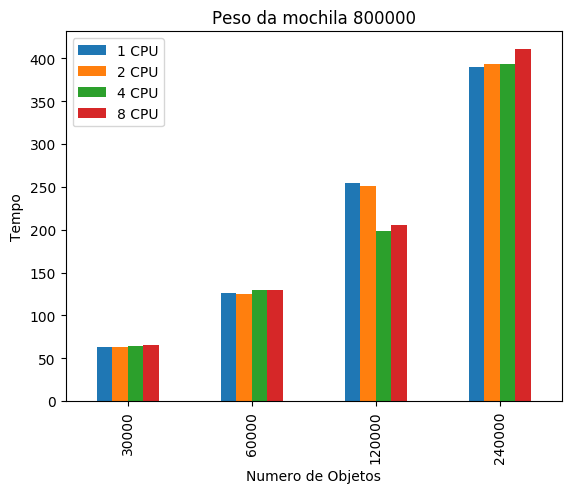 Peso da mochila 800000
1 CPU
2 CPU
4 CPU
8 CPU
Tempo
400
350
300
250
200
150
100
50
0
30000
60000
120000
240000
Numero de Objetos